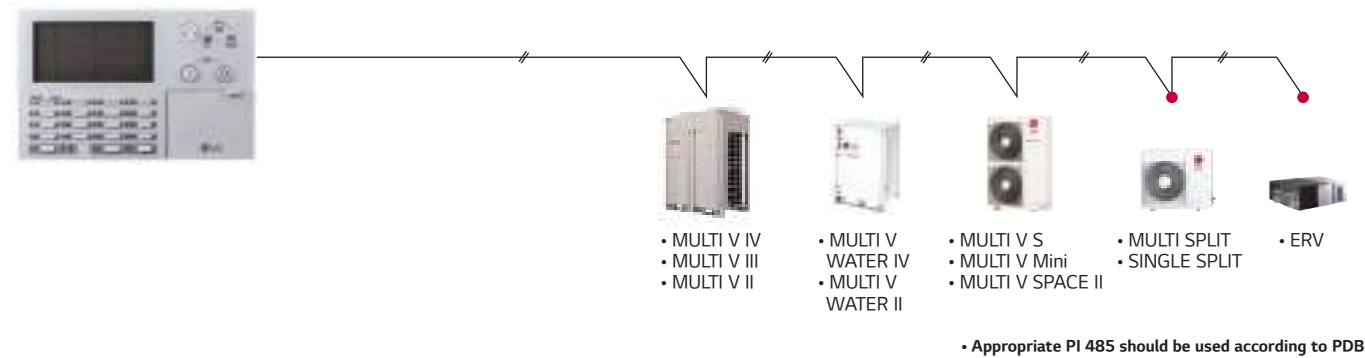 • MULTI V IV
• MULTI V III
• MULTI V II
• MULTI V
WATER IV
• MULTI V
WATER II
• MULTI V S
• MULTI V Mini
• MULTI V SPACE II
• MULTI SPLIT
• SINGLE SPLIT
• ERV
• Appropriate PI 485 should be used according to PDB